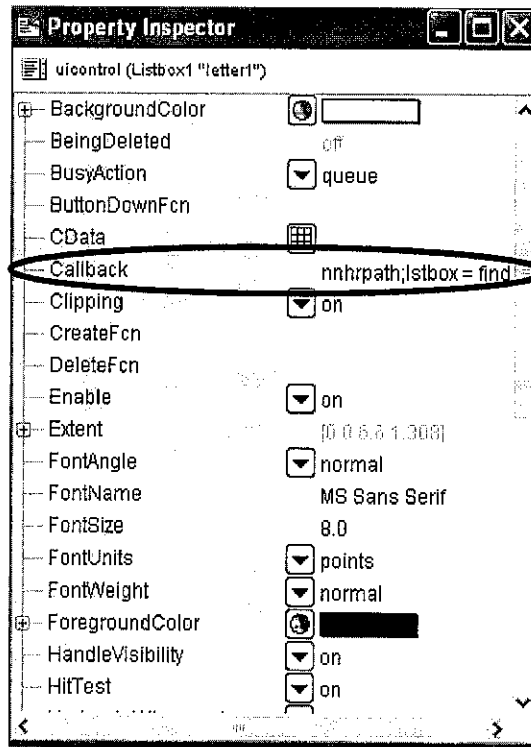 Property Inspector
uicontrol (Listbox1 "letter1")
BackgroundColor
BeingDeleted off
BusyAction queue
ButtonDownFcn
CData
Callback nnhrpath;lstbox = find
Clipping on
CreateFcn
DeleteFcn
Enable on
Extent [0 0 6.6 1.308]
FontAngle normal
FontName MS Sans Serif
FontSize 8.0
FontUnits points
FontWeight normal
ForegroundColor
HandleVisibility on
HitTest on